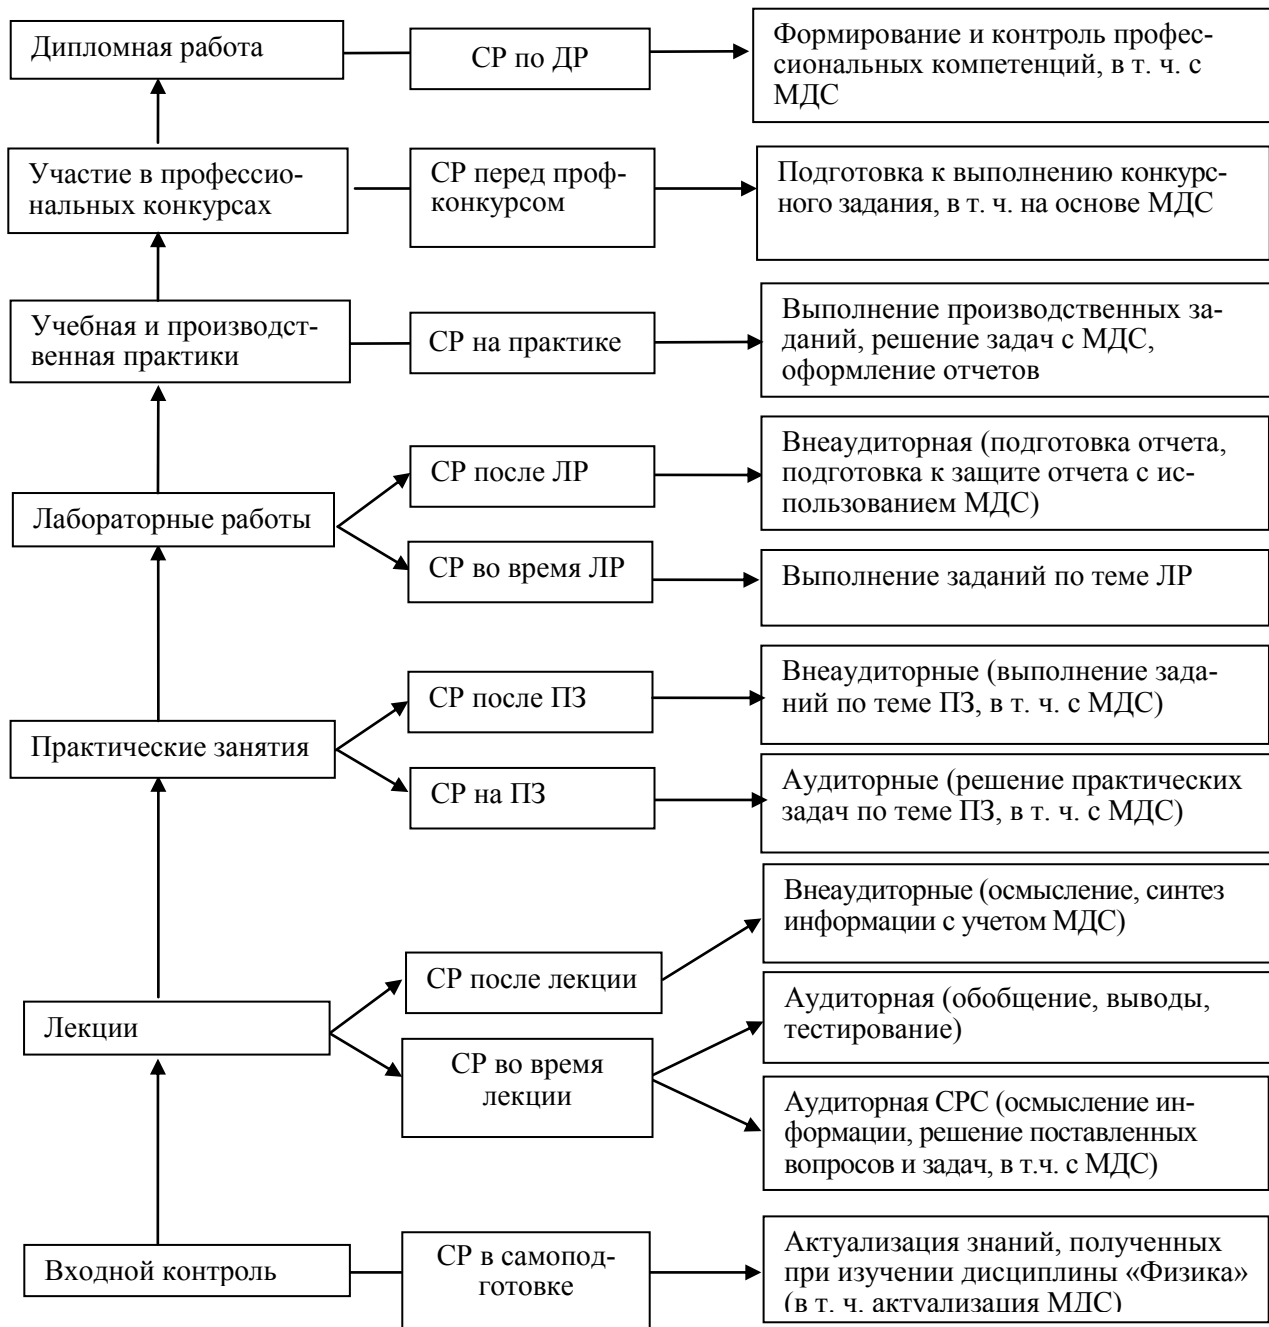 Дипломная работа
СР по ДР
Формирование и контроль профес-
сиональных компетенций, в т. ч. с
МДС
Участие в профессио-
нальных конкурсах
СР перед проф-
конкурсом
Подготовка к выполнению конкурс-
ного задания, в т. ч. на основе МДС
Учебная и производст-
венная практики
СР на практике
Выполнение производственных за-
даний, решение задач с МДС,
оформление отчетов
Лабораторные работы
СР после ЛР
Внеаудиторная (подготовка отчета,
подготовка к защите отчета с ис-
пользованием МДС)
СР во время ЛР
Выполнение заданий по теме ЛР
Практические занятия
СР после ПЗ
Внеаудиторные (выполнение зада-
ний по теме ПЗ, в т. ч. с МДС)
СР на ПЗ
Аудиторные (решение практических
задач по теме ПЗ, в т. ч. с МДС)
Лекции
СР после лекции
Внеаудиторные (осмысление, синтез
информации с учетом МДС)
СР во время
лекции
Аудиторная (обобщение, выводы,
тестирование)
Аудиторная СРС (осмысление ин-
формации, решение поставленных
вопросов и задач, в т.ч. с МДС)
Входной контроль
СР в самопод-
готовке
Актуализация знаний, полученных
при изучении дисциплины «Физика»
(в т. ч. актуализация МДС)